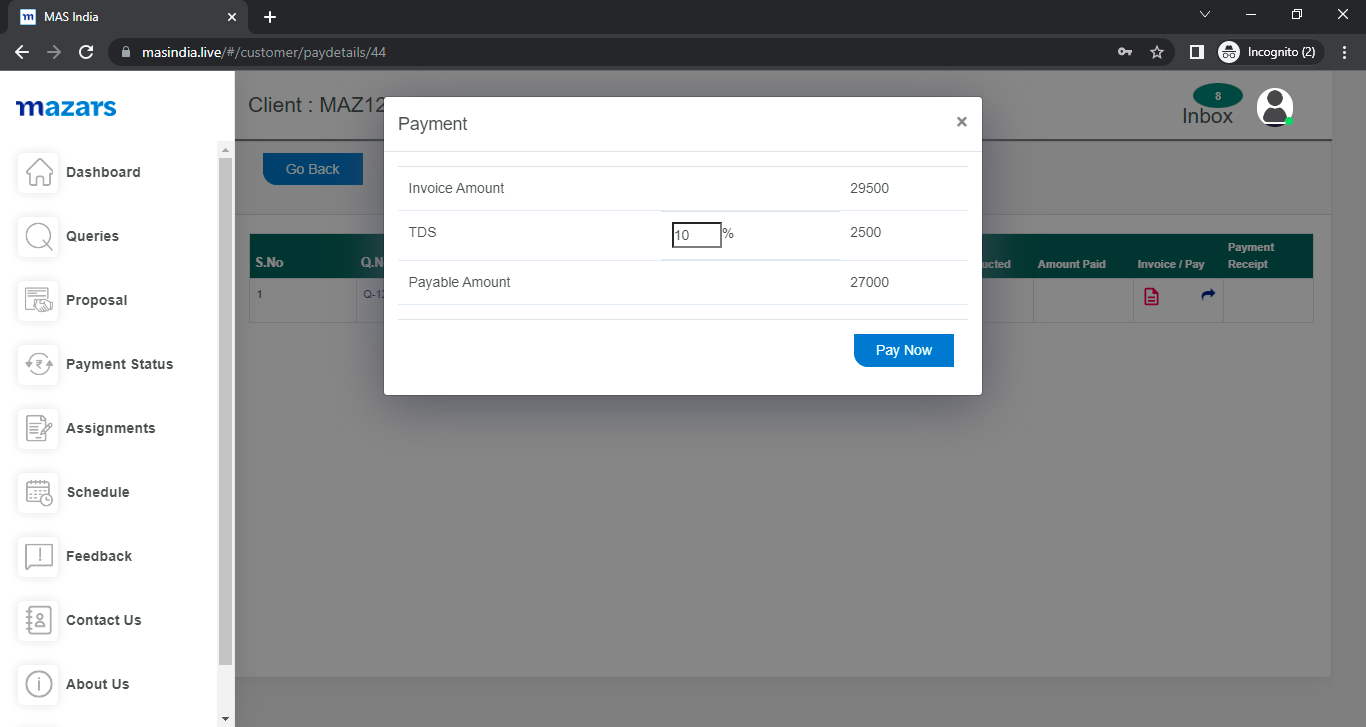 m MAS India
masindia.live/#/customer/paydetails/44
Incognito (2)
mazars
Dashboard
Queries
Proposal
Payment Status
Assignments
Schedule
Feedback
Contact Us
About Us
Client : MAZ12
8
Inbox
Go Back
S.No
Amount Paid
Invoice / Pay
Payment
Receipt
1
Payment
×
Invoice Amount 29500
TDS 10 % 2500
Payable Amount 27000
Pay Now